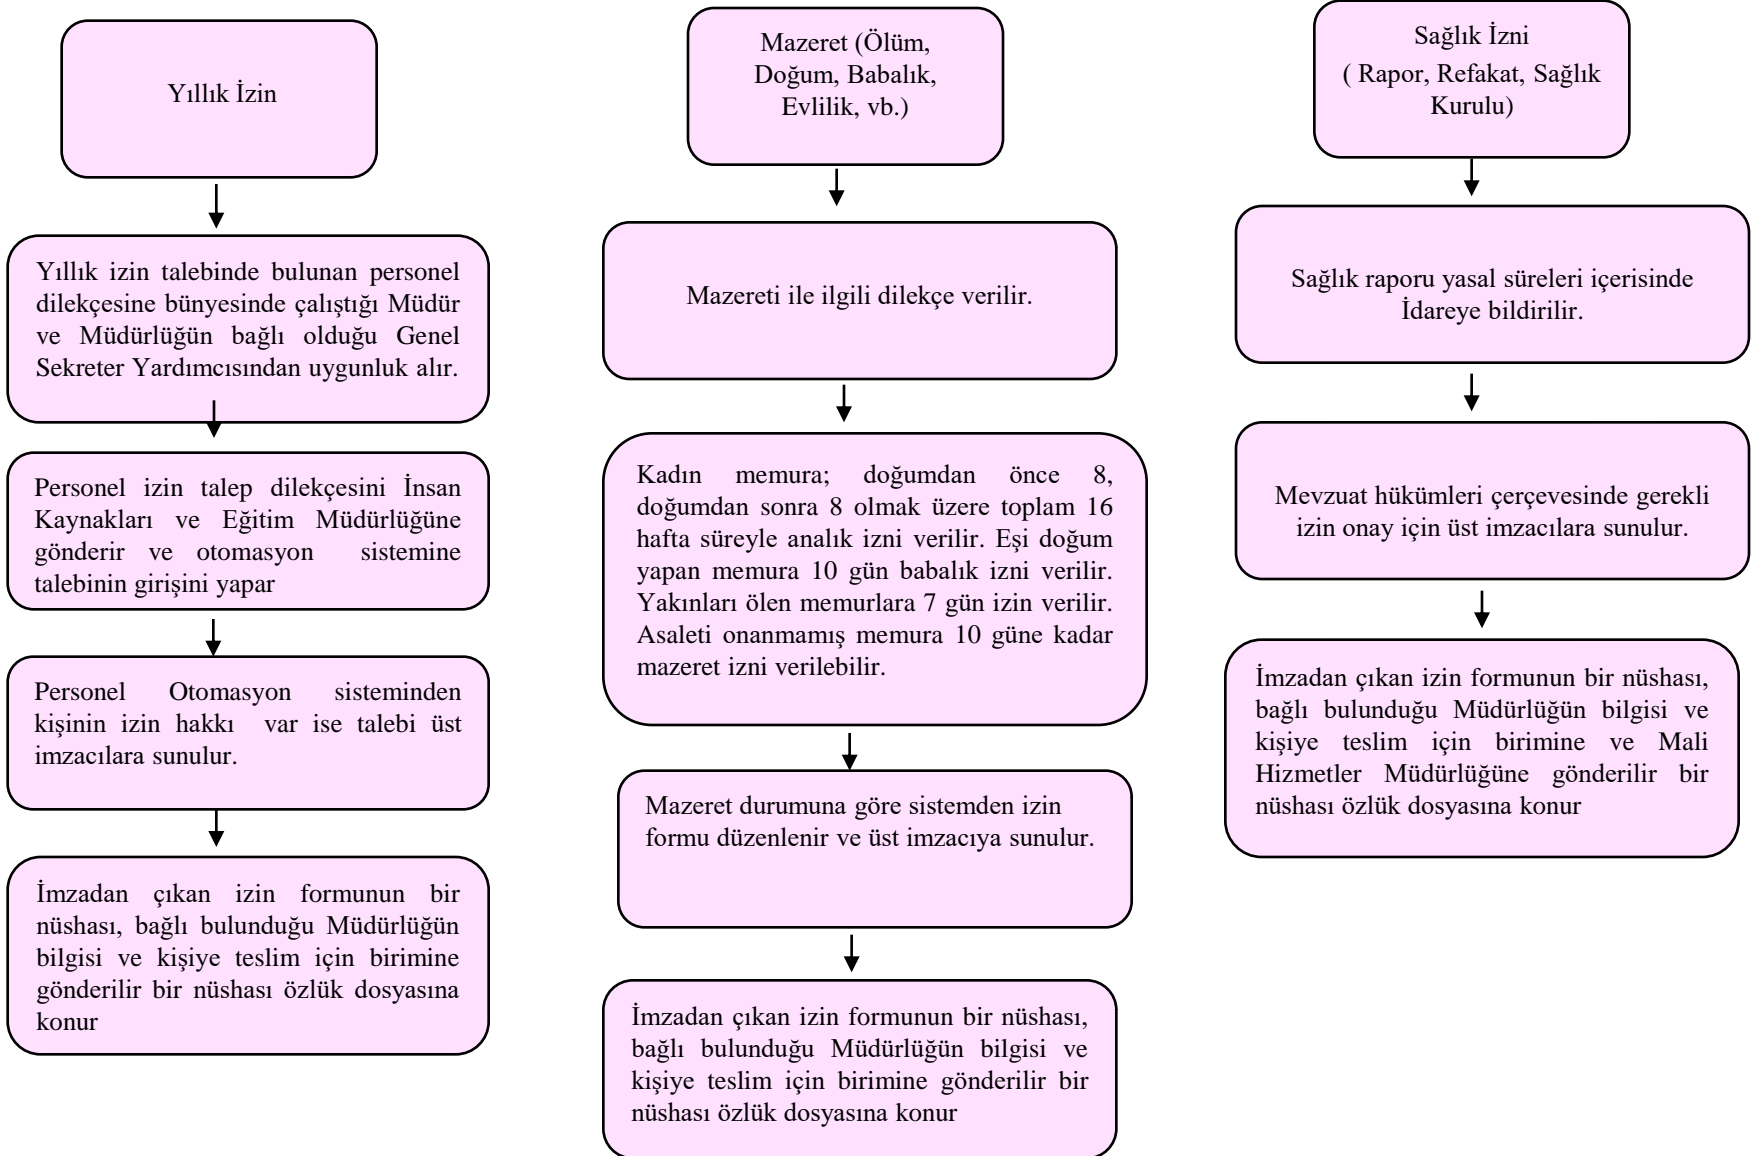 Yıllık İzin
Yıllık izin talebinde bulunan personel
dilekçesine bünyesinde çalıştığı Müdür
ve Müdürlüğün bağlı olduğu Genel
Sekreter Yardımcısından uygunluk alır.
Personel izin talep dilekçesini İnsan
Kaynakları ve Eğitim Müdürlüğüne
gönderir ve otomasyon sistemine
talebinin girişini yapar
Personel Otomasyon sisteminden
kişinin izin hakkı var ise talebi üst
imzacılara sunulur.
İmzadan çıkan izin formunun bir
nüshası, bağlı bulunduğu Müdürlüğün
bilgisi ve kişiye teslim için birimine
gönderilir bir nüshası özlük dosyasına
konur
Mazeret (Ölüm,
Doğum, Babalık,
Evlilik, vb.)
Mazereti ile ilgili dilekçe verilir.
Kadın memura; doğumdan önce 8,
doğumdan sonra 8 olmak üzere toplam 16
hafta süreyle analık izni verilir. Eşi doğum
yapan memura 10 gün babalık izni verilir.
Yakınları ölen memurlara 7 gün izin verilir.
Asaleti onanmamış memura 10 güne kadar
mazeret izni verilebilir.
Mazeret durumuna göre sistemden izin
formu düzenlenir ve üst imzacıya sunulur.
İmzadan çıkan izin formunun bir nüshası,
bağlı bulunduğu Müdürlüğün bilgisi ve
kişiye teslim için birimine gönderilir bir
nüshası özlük dosyasına konur
Sağlık İzni
( Rapor, Refakat, Sağlık
Kurulu)
Sağlık raporu yasal süreleri içerisinde
İdareye bildirilir.
Mevzuat hükümleri çerçevesinde gerekli
izin onay için üst imzacılara sunulur.
İmzadan çıkan izin formunun bir nüshası,
bağlı bulunduğu Müdürlüğün bilgisi ve
kişiye teslim için birimine ve Mali
Hizmetler Müdürlüğüne gönderilir bir
nüshası özlük dosyasına konur